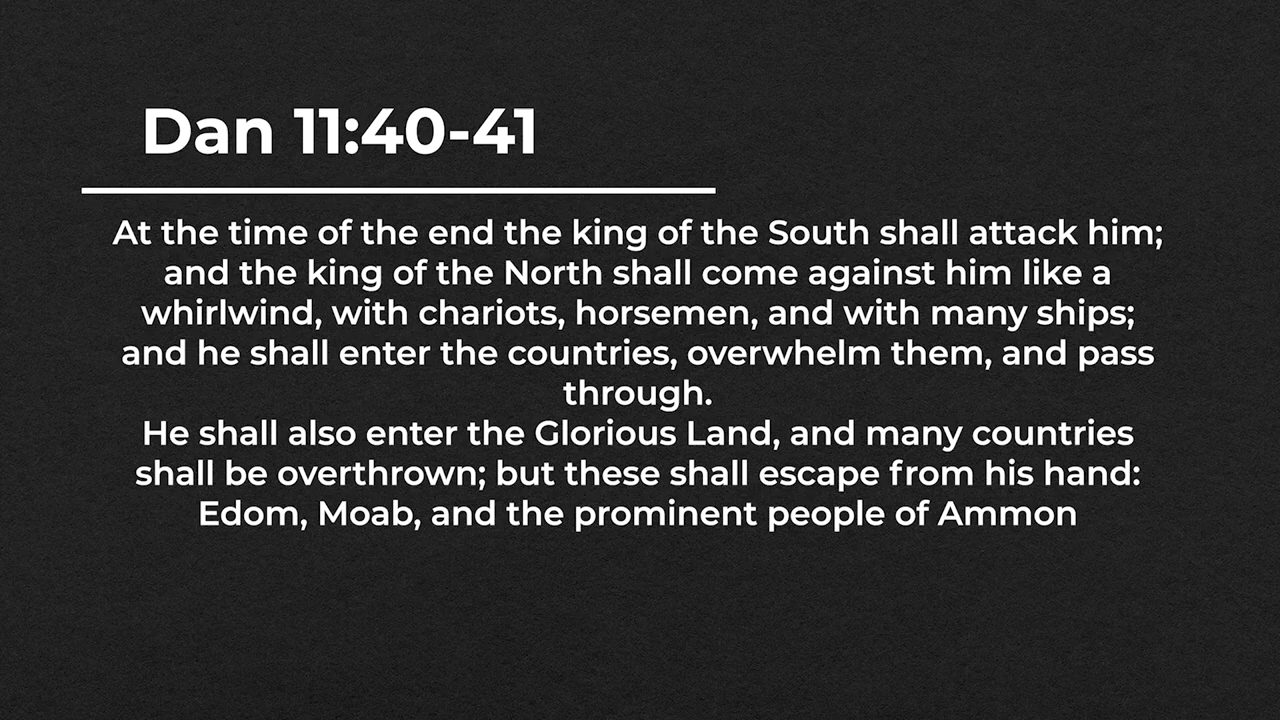 Dan 11:40-41
At the time of the end the king of the South shall attack him;
and the king of the North shall come against him like a
whirlwind, with chariots, horsemen, and with many ships;
and he shall enter the countries, overwhelm them, and pass
through.
He shall also enter the Glorious Land, and many countries
shall be overthrown; but these shall escape from his hand:
Edom, Moab, and the prominent people of Ammon